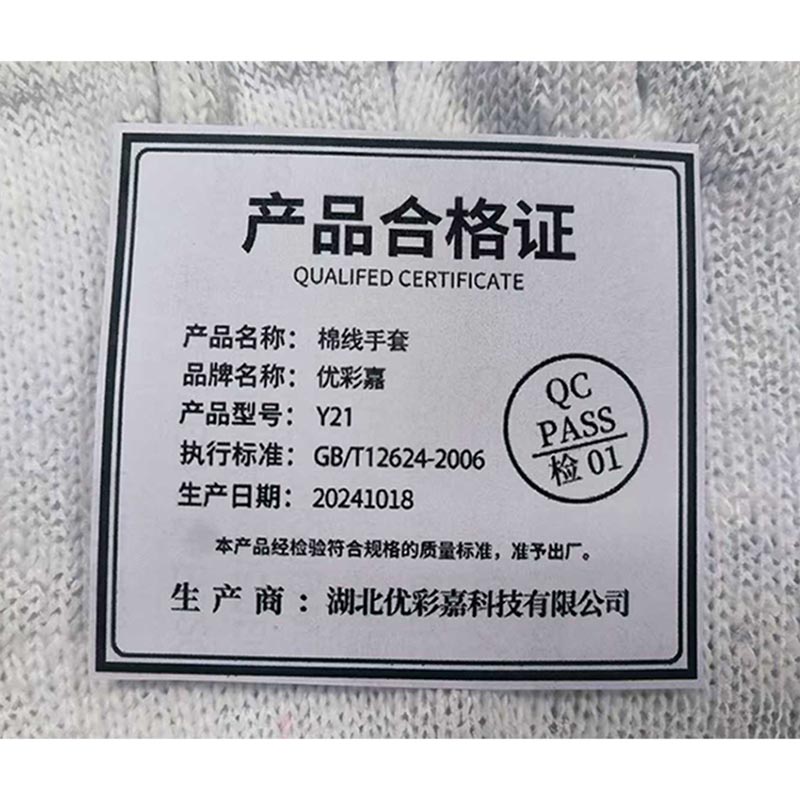 产品合格证
QUALIFED CERTIFICATE
产品名称：棉线手套
品牌名称：优彩嘉
产品型号：Y21
执行标准：GB/T12624-2006
生产日期：20241018
QC
PASS
检 01
本产品经检验符合规格的质量标准，准予出厂。
生产商：湖北优彩嘉科技有限公司